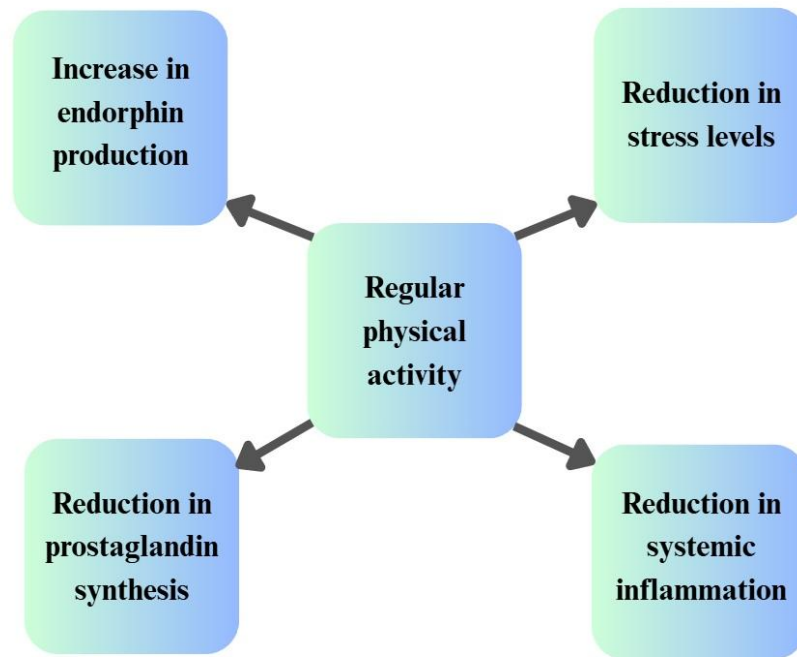 Increase in
endorphin
production
Reduction in
stress levels
Regular
physical
activity
Reduction in
prostaglandin
synthesis
Reduction in
systemic
inflammation